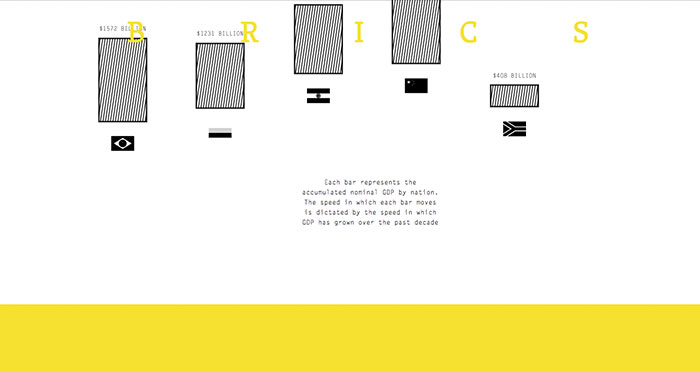 B R I C S
$1572 BILLION
$1231 BILLION
$408 BILLION
Each bar represents the
accumulated nominal GDP by nation.
The speed in which each bar moves
is dictated by the speed in which
GDP has grown over the past decade